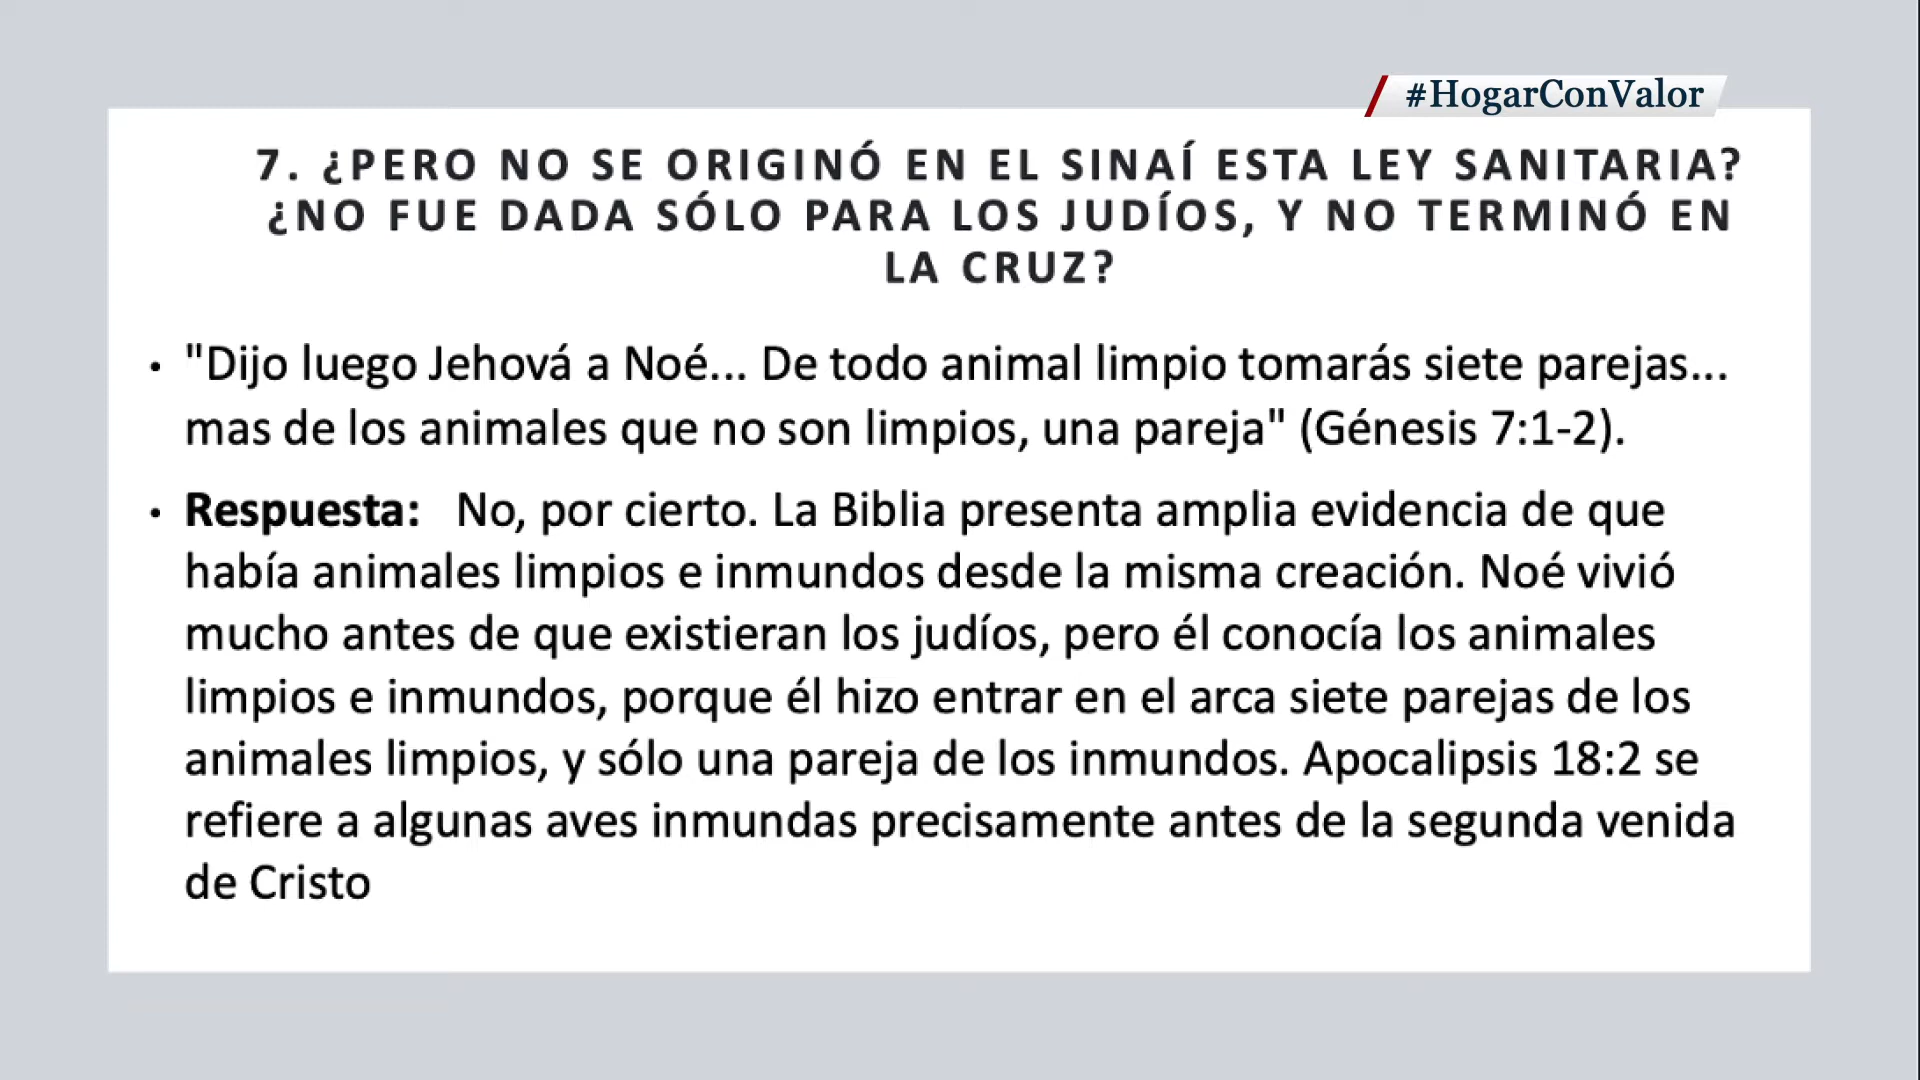 #HogarConValor
7. ¿PERO NO SE ORIGINÓ EN EL SINAÍ ESTA LEY SANITARIA?
¿NO FUE DADA SÓLO PARA LOS JUDÍOS, Y NO TERMINÓ EN
LA CRUZ?
• "Dijo luego Jehová a Noé... De todo animal limpio tomarás siete parejas...
mas de los animales que no son limpios, una pareja" (Génesis 7:1-2).
• Respuesta: No, por cierto. La Biblia presenta amplia evidencia de que
había animales limpios e inmundos desde la misma creación. Noé vivió
mucho antes de que existieran los judíos, pero él conocía los animales
limpios e inmundos, porque él hizo entrar en el arca siete parejas de los
animales limpios, y sólo una pareja de los inmundos. Apocalipsis 18:2 se
refiere a algunas aves inmundas precisamente antes de la segunda venida
de Cristo